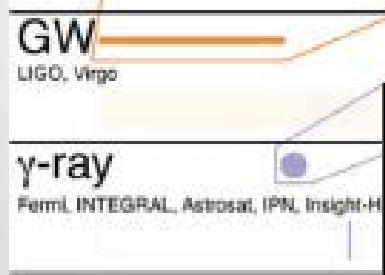 GW
LIGO, Virgo
γ-ray
Fermi, INTEGRAL, Astrosat, IPN, Insight-H